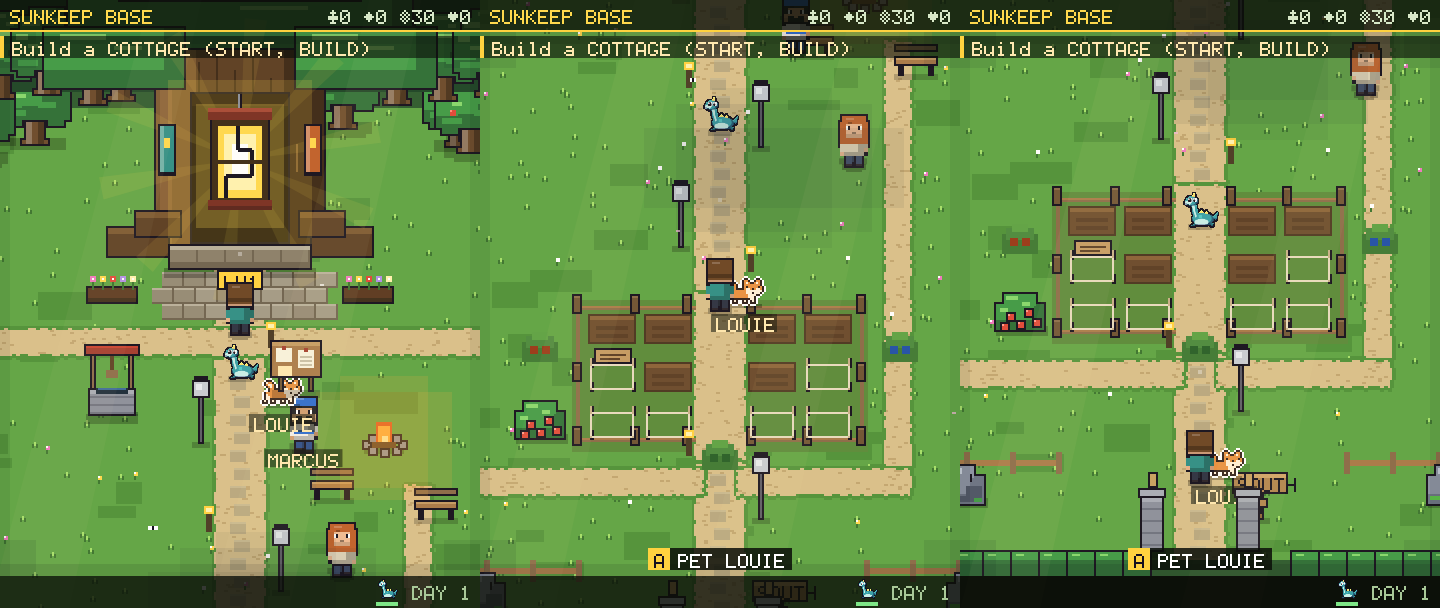 SUNKEEP BASE 0 0 30 0
Build a COTTAGE (START, BUILD)
LOUIE
MARCUS
DAY 1
SUNKEEP BASE 0 0 30 0
Build a COTTAGE (START, BUILD)
LOUIE
A PET LOUIE
DAY 1
SUNKEEP BASE 0 0 30 0
Build a COTTAGE (START, BUILD)
LOU
A PET LOUIE
DAY 1